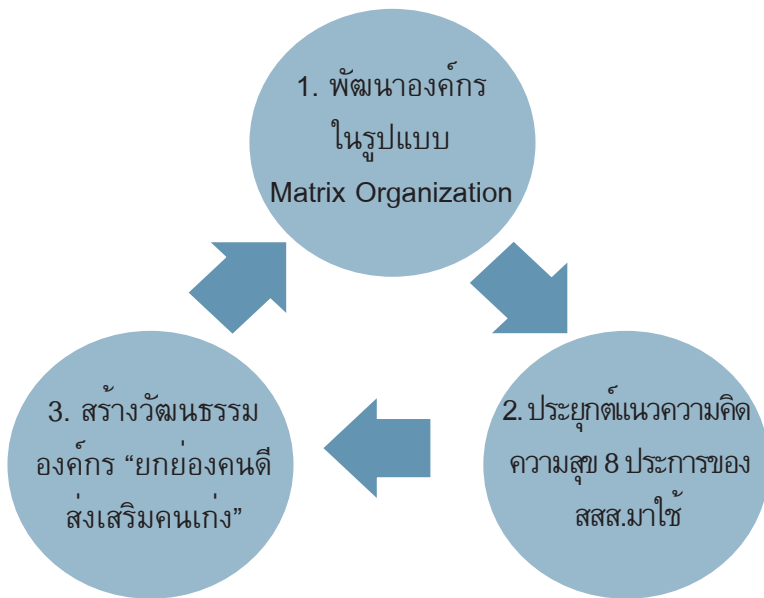 1. พัฒนาองค์กร
ในรูปแบบ
Matrix Organization
2. ประยุกต์แนวความคิด
ความสุข 8 ประการของ
สสส.มาใช้
3. สร้างวัฒนธรรม
องค์กร “ยกย่องคนดี
ส่งเสริมคนเก่ง”